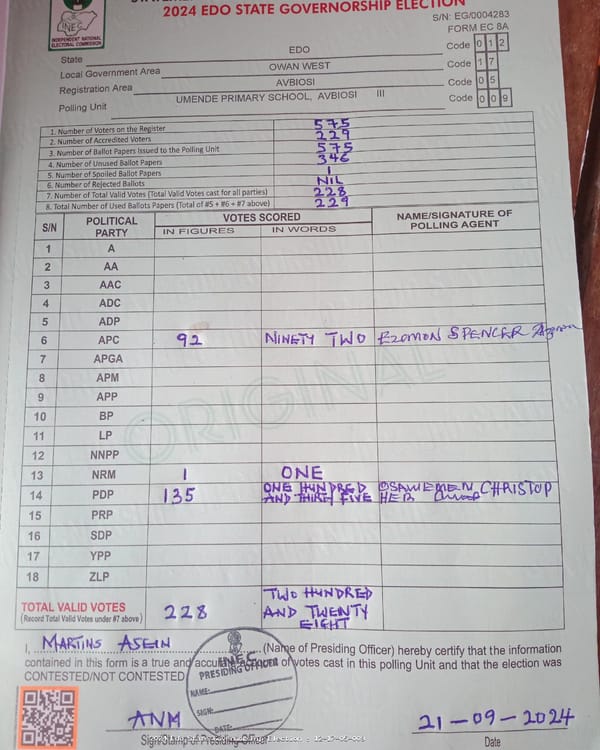 2024 EDO STATE GOVERNORSHIP ELECTION
INEC
INDEPENDENT NATIONAL ELECTORAL COMMISSION
S/N: EG/0004283
FORM EC 8A
State EDO Code 0 1 2
Local Government Area OWAN WEST Code 1 7
Registration Area AVBIOSI Code 0 5
Polling Unit UMENDE PRIMARY SCHOOL, AVBIOSI III Code 0 0 9
1. Number of Voters on the Register 575
2. Number of Accredited Voters 229
3. Number of Ballot Papers Issued to the Polling Unit 575
4. Number of Unused Ballot Papers 346
5. Number of Spoiled Ballot Papers 1
6. Number of Rejected Ballots NIL
7. Number of Total Valid Votes (Total Valid Votes cast for all parties) 228
8. Total Number of Used Ballots Papers (Total of #5 + #6 + #7 above) 229
S/N POLITICAL PARTY VOTES SCORED NAME/SIGNATURE OF POLLING AGENT
IN FIGURES IN WORDS
1 A
2 AA
3 AAC
4 ADC
5 ADP
6 APC 92 NINETY TWO EZOMON SPENCER
7 APGA
8 APM
9 APP
10 BP
11 LP
12 NNPP
13 NRM 1 ONE
14 PDP 135 ONE HUNDRED AND THIRTY FIVE OSAWEMEN CHRISTOP HER
15 PRP
16 SDP
17 YPP
18 ZLP
ORIGINAL
TOTAL VALID VOTES 228 TWO HUNDRED AND TWENTY EIGHT
(Record Total Valid Votes under #7 above)
I, MARTINS ASEIN (Name of Presiding Officer) hereby certify that the information
contained in this form is a true and accurate account of votes cast in this polling Unit and that the election was
CONTESTED/NOT CONTESTED
INEC
PRESIDING OFFICER
NAME:
SIGN:
DATE:
ANM 21-09-2024
Sign/Stamp of Presiding Officer Date